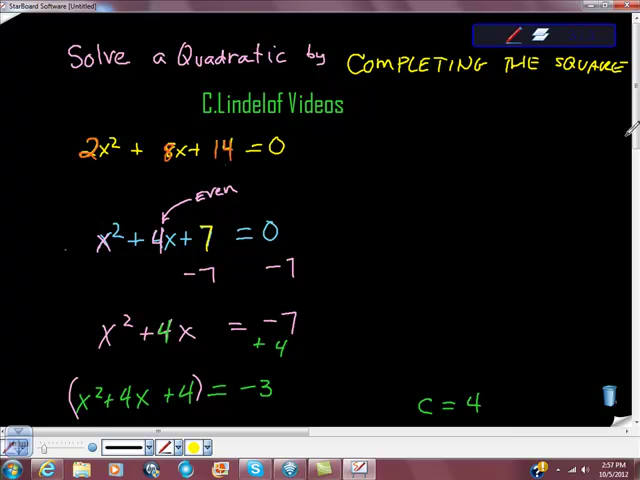 StarBoard Software [Untitled]
Solve a Quadratic by COMPLETING THE SQUARE
C.Lindelof Videos
2x² + 8x + 14 = 0
even
x² + 4x + 7 = 0
-7 -7
x² + 4x = -7
+ 4
(x² + 4x + 4) = -3
c = 4
2:57 PM
10/5/2012